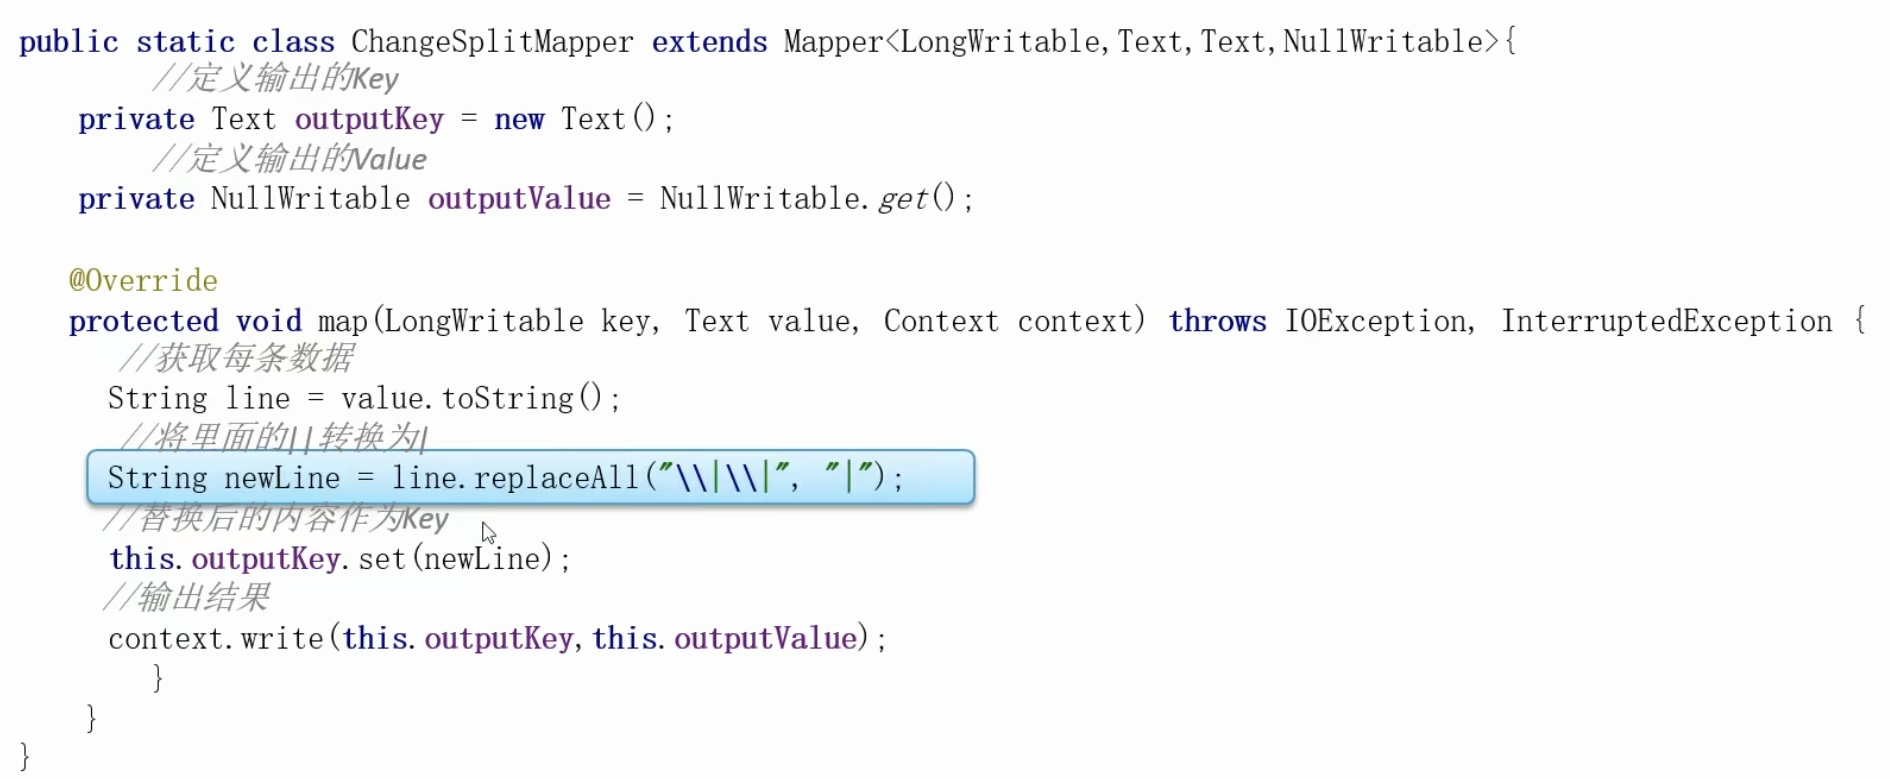 public static class ChangeSplitMapper extends Mapper<LongWritable,Text,Text,NullWritable>{
//定义输出的Key
private Text outputKey = new Text();
//定义输出的Value
private NullWritable outputValue = NullWritable.get();
@Override
protected void map(LongWritable key, Text value, Context context) throws IOException, InterruptedException {
//获取每条数据
String line = value.toString();
//将里面的||转换为|
String newLine = line.replaceAll("\\|\\|", "|");
//替换后的内容作为Key
this.outputKey.set(newLine);
//输出结果
context.write(this.outputKey,this.outputValue);
}
}
}